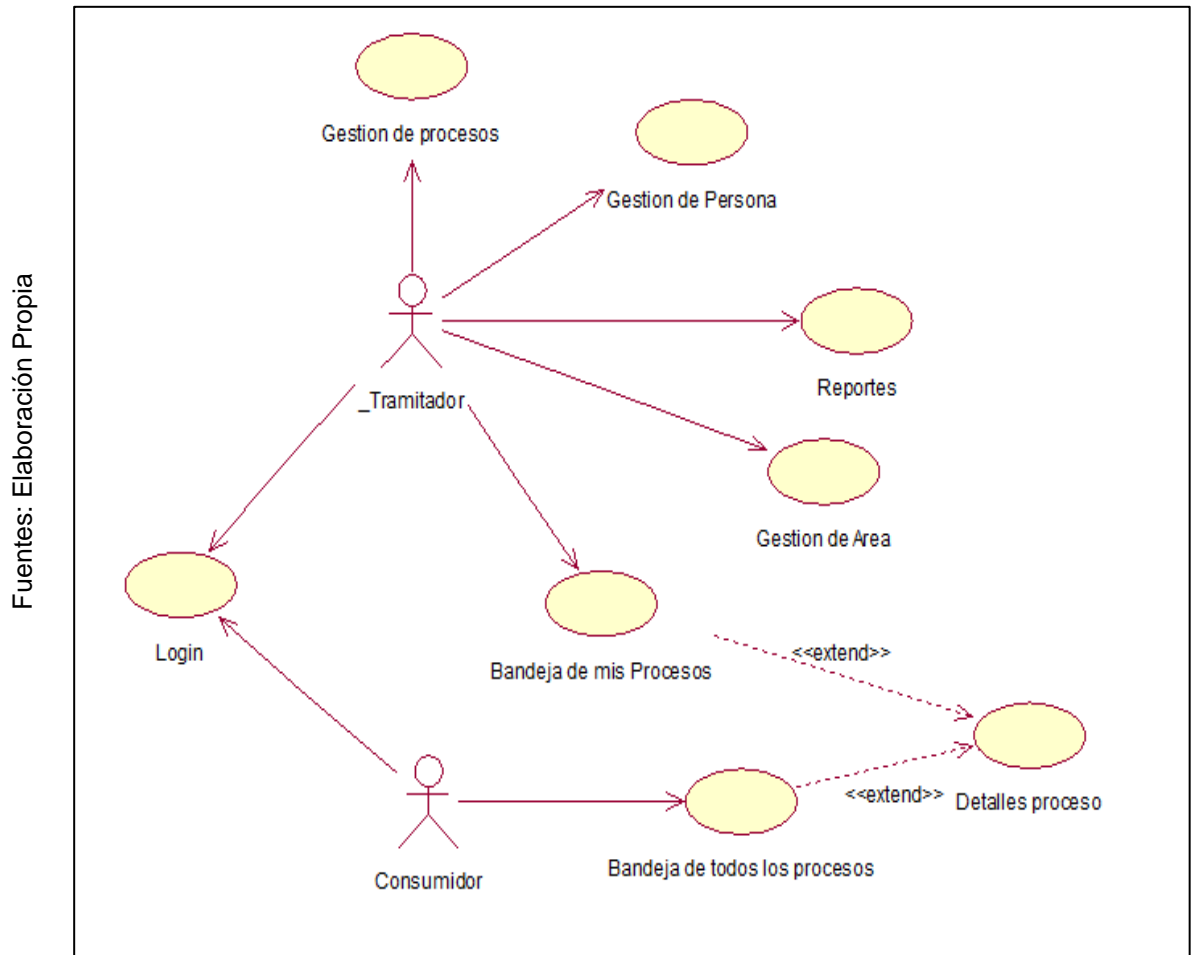 Fuentes: Elaboración Propia
Gestion de procesos
Gestion de Persona
Reportes
_Tramitador
Gestion de Area
Login
Bandeja de mis Procesos
<<extend>>
<<extend>>
Detalles proceso
Bandeja de todos los procesos
Consumidor